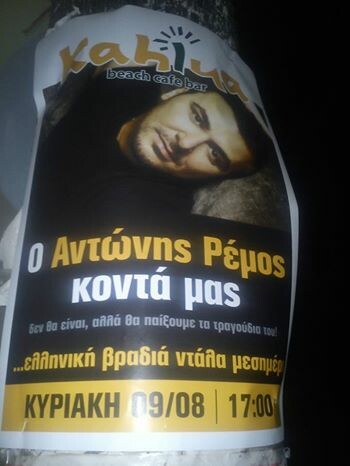 kahlua
beach cafe bar
Ο Αντώνης Ρέμος
κοντά μας
δεν θα είναι, αλλά θα παίξουμε τα τραγούδια του!
...ελληνική βραδιά ντάλα μεσημέρι
ΚΥΡΙΑΚΗ 09/08 | 17:00